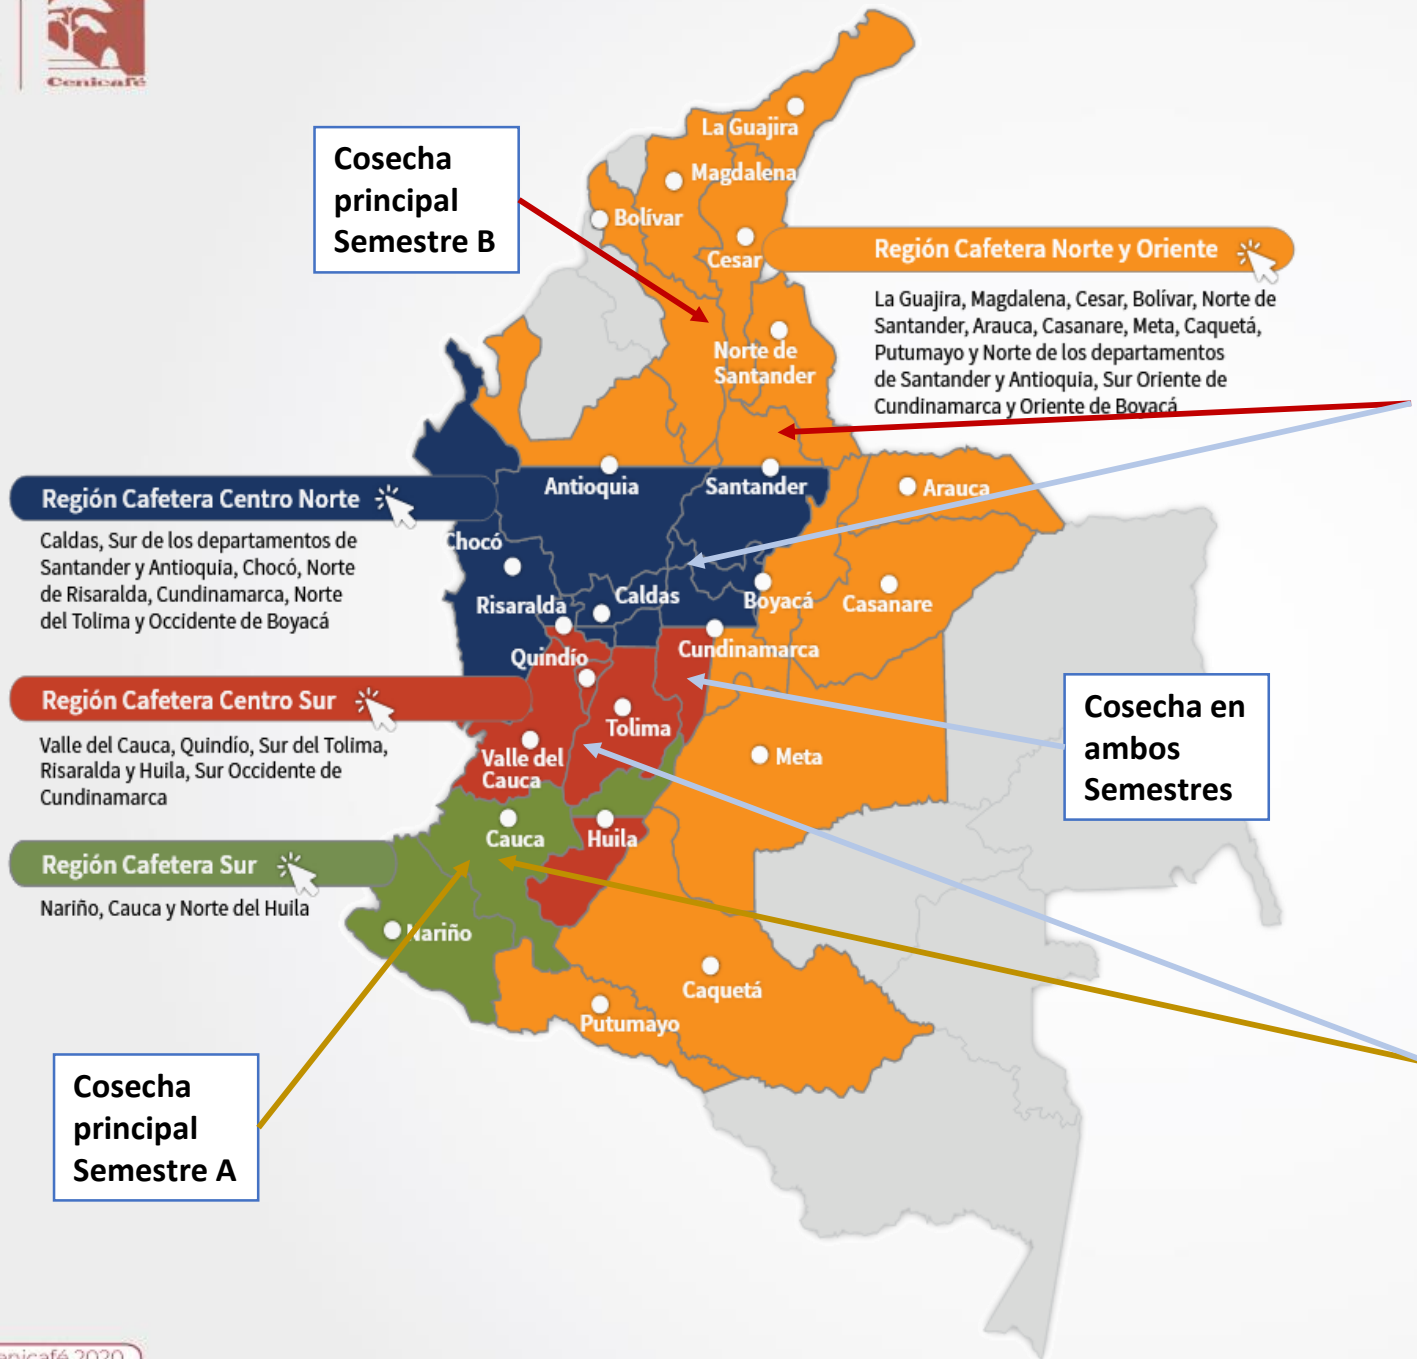 Cenicafé
La Guajira
Magdalena
Bolívar
Cesar
Cosecha
principal
Semestre B
Región Cafetera Norte y Oriente
La Guajira, Magdalena, Cesar, Bolívar, Norte de
Santander, Arauca, Casanare, Meta, Caquetá,
Putumayo y Norte de los departamentos
de Santander y Antioquia, Sur Oriente de
Cundinamarca y Oriente de Boyacá
Norte de
Santander
Antioquia
Santander
Arauca
Región Cafetera Centro Norte
Caldas, Sur de los departamentos de
Santander y Antioquia, Chocó, Norte
de Risaralda, Cundinamarca, Norte
del Tolima y Occidente de Boyacá
Chocó
Risaralda
Caldas
Boyacá
Casanare
Quindío
Cundinamarca
Región Cafetera Centro Sur
Valle del Cauca, Quindío, Sur del Tolima,
Risaralda y Huila, Sur Occidente de
Cundinamarca
Tolima
Valle del
Cauca
Meta
Cosecha en
ambos
Semestres
Cauca
Huila
Región Cafetera Sur
Nariño, Cauca y Norte del Huila
Nariño
Caquetá
Putumayo
Cosecha
principal
Semestre A
enicafé 2020